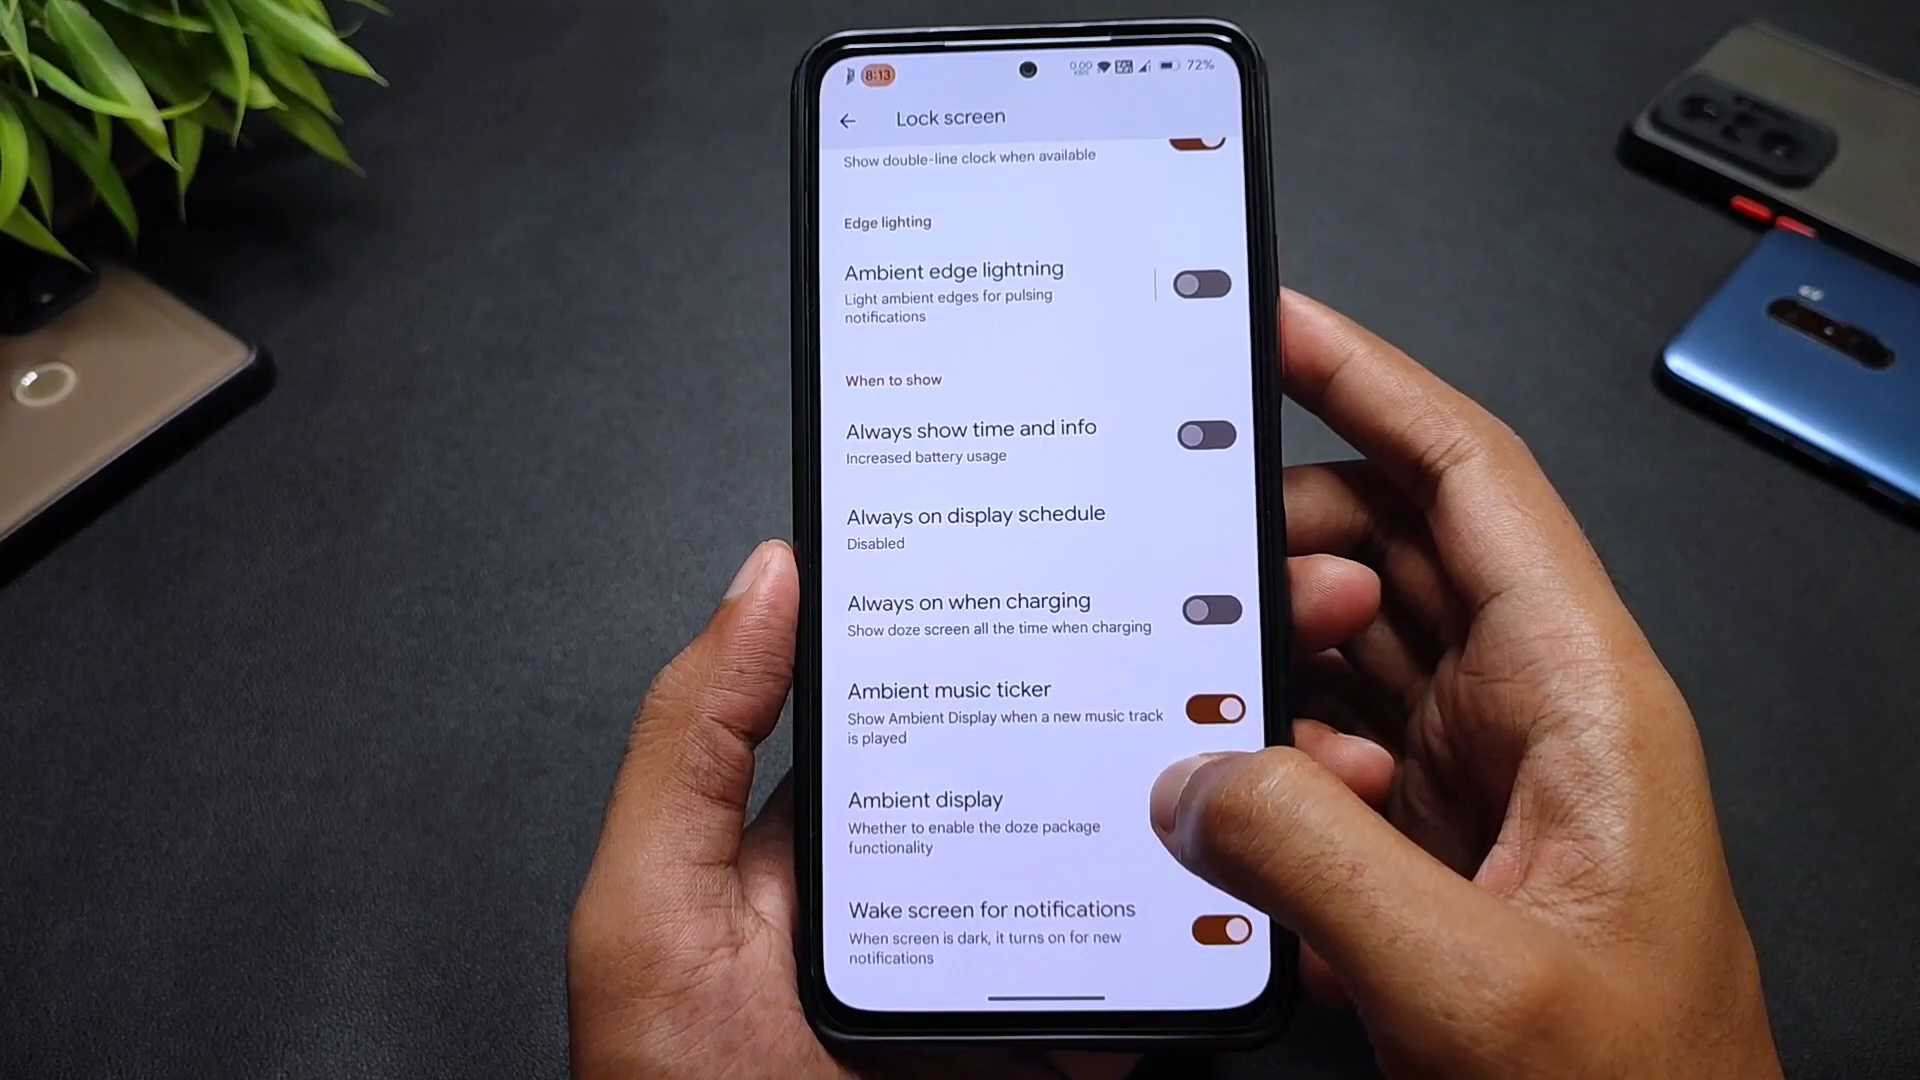 8:13
0.00
KB/S
72%
Lock screen
Show double-line clock when available
Edge lighting
Ambient edge lightning
Light ambient edges for pulsing
notifications
When to show
Always show time and info
Increased battery usage
Always on display schedule
Disabled
Always on when charging
Show doze screen all the time when charging
Ambient music ticker
Show Ambient Display when a new music track
is played
Ambient display
Whether to enable the doze package
functionality
Wake screen for notifications
When screen is dark, it turns on for new
notifications